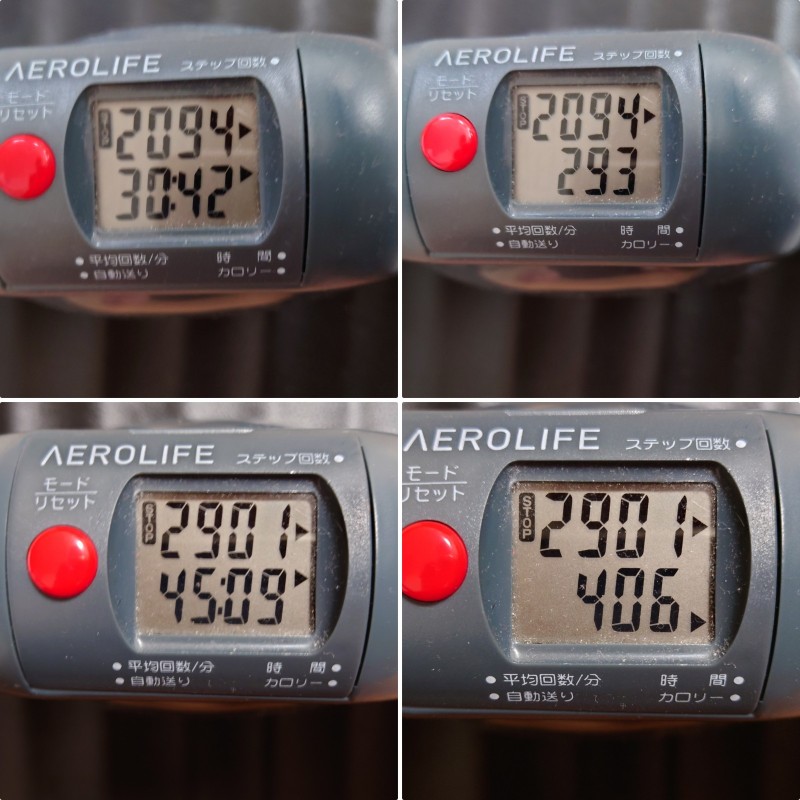 AEROLIFE ステップ回数
モード
リセット
STOP
2094
30:42
平均回数/分 時間
自動送り カロリー
AEROLIFE ステップ回数
モード
リセット
STOP
2094
293
平均回数/分 時間
自動送り カロリー
AEROLIFE ステップ回数
モード
リセット
STOP
2901
45:09
平均回数/分 時間
自動送り カロリー
AEROLIFE ステップ回数
モード
リセット
STOP
2901
406
平均回数/分 時間
自動送り カロリー